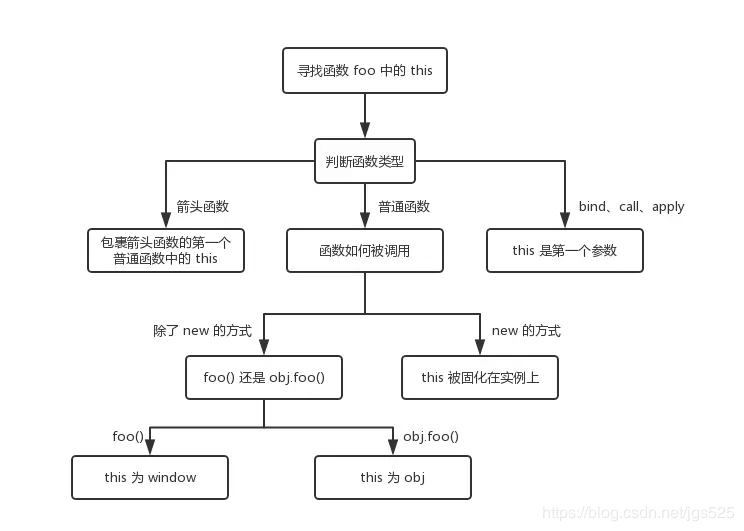 寻找函数 foo 中的 this
判断函数类型
箭头函数
普通函数
bind、call、apply
包裹箭头函数的第一个
普通函数中的 this
函数如何被调用
this 是第一个参数
除了 new 的方式
new 的方式
foo() 还是 obj.foo()
this 被固化在实例上
foo()
obj.foo()
this 为 window
this 为 obj
https://blog.csdn.net/jgs525